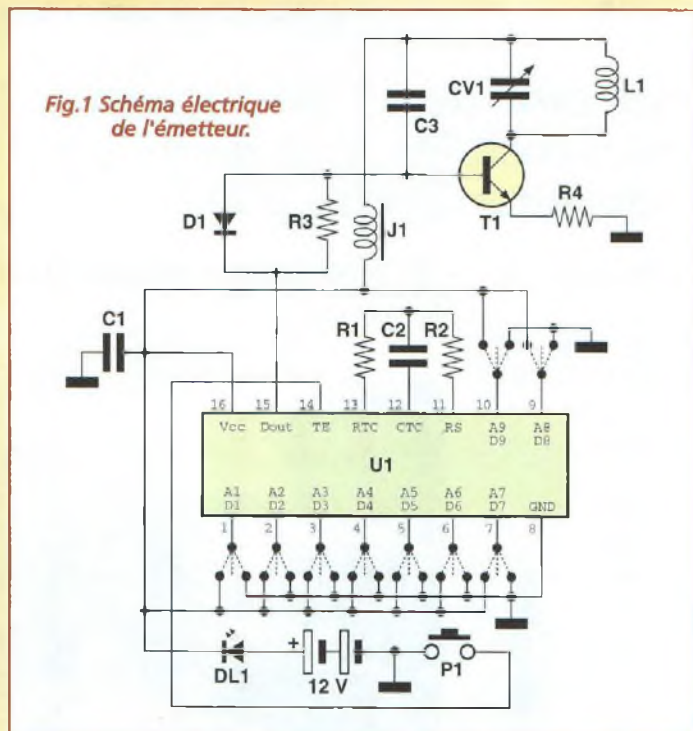 Fig.1 Schéma électrique
de l'émetteur.
C3
CV1
L1
D1
R3
J1
T1
R4
C1
R1
C2
R2
16 15 14 13 12 11 10 9
Vcc Dout TE RTC CTC RS A9 A8
D9 D8
U1
A1 A2 A3 A4 A5 A6 A7
D1 D2 D3 D4 D5 D6 D7 GND
1 2 3 4 5 6 7 8
DL1
+
12 V
P1